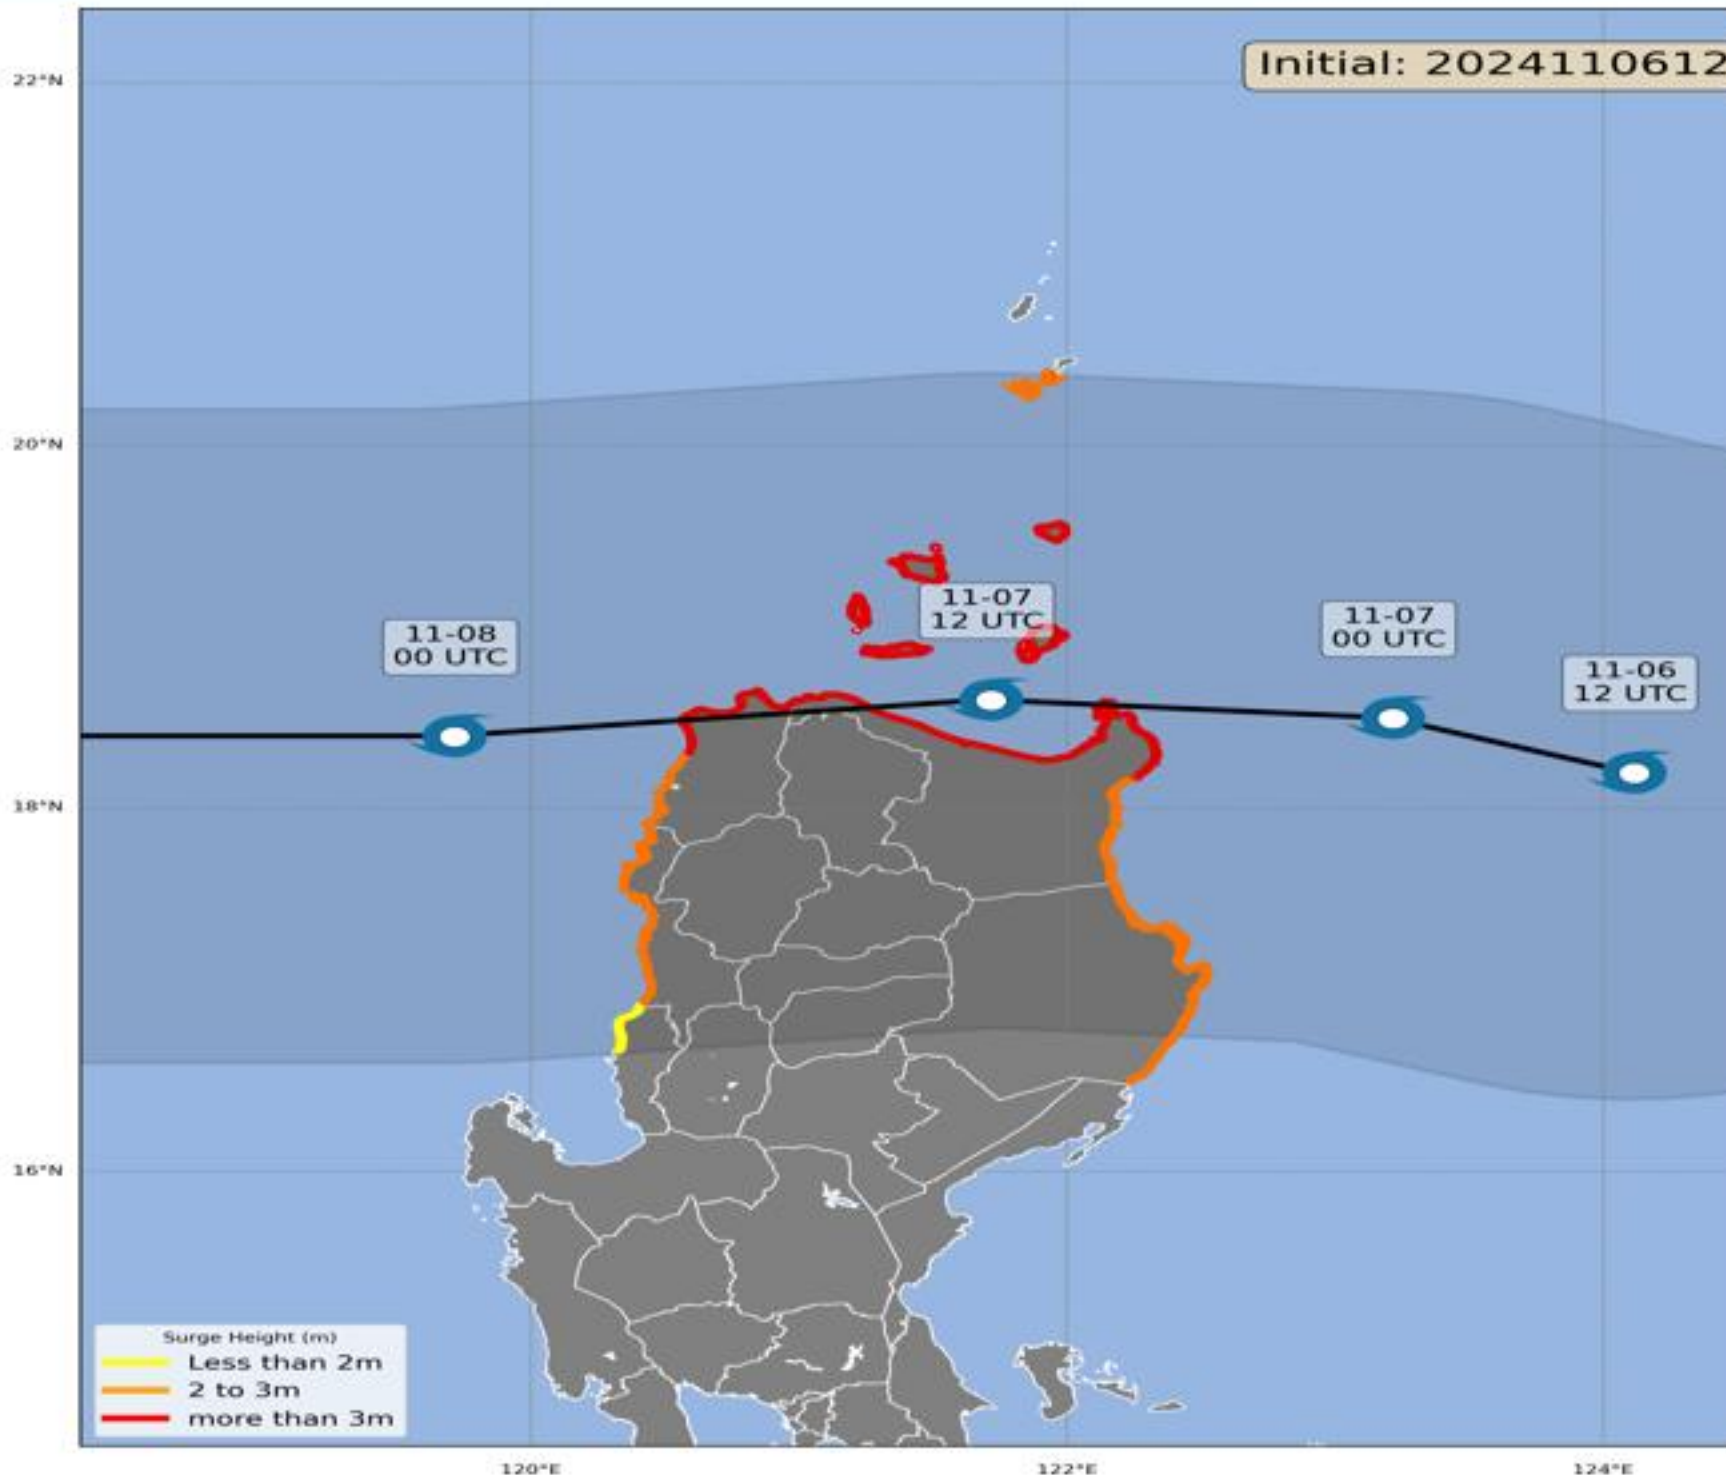 Initial: 2024110612
22°N
20°N
18°N
16°N
11-08
00 UTC
11-07
12 UTC
11-07
00 UTC
11-06
12 UTC
Surge Height (m)
Less than 2m
2 to 3m
more than 3m
120°E
122°E
124°E